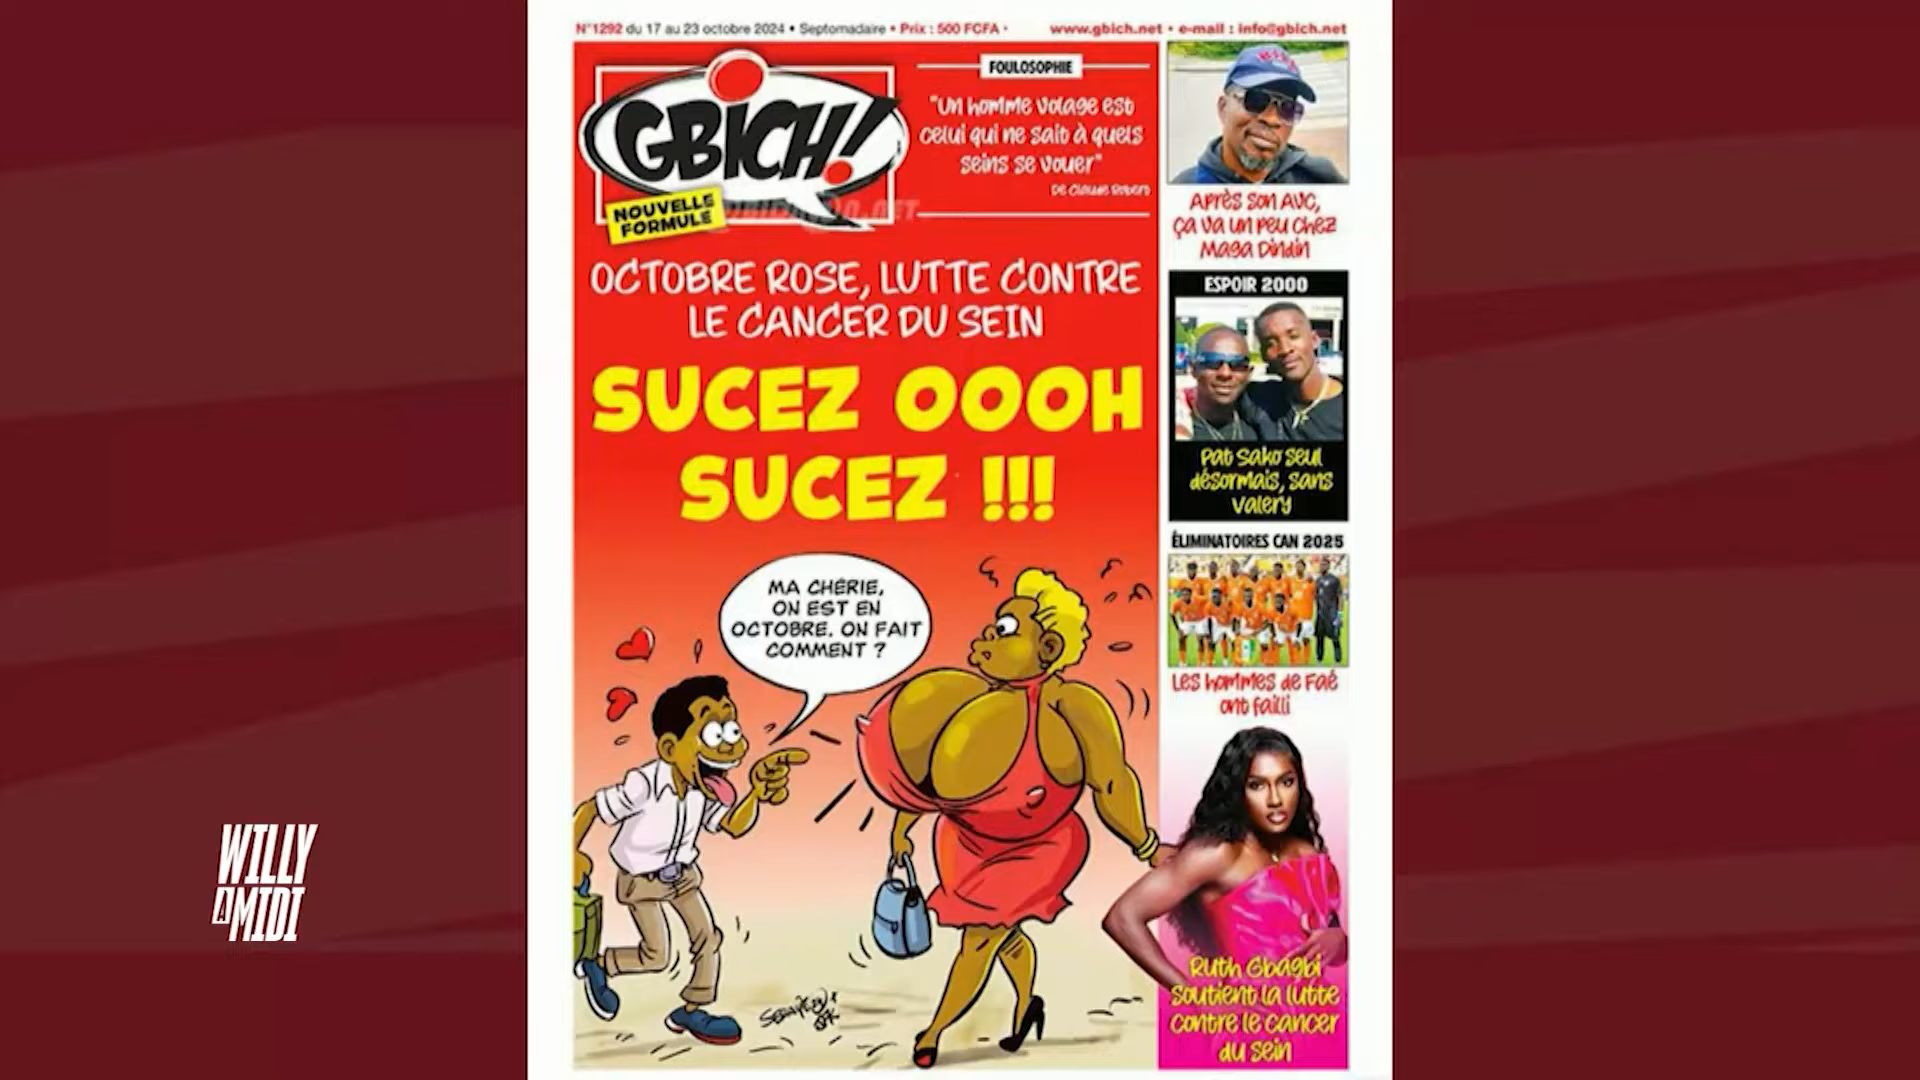 N°1292 du 17 au 23 octobre 2024 • Septomadaire • Prix : 500 FCFA •
www.gbich.net • e-mail : info@gbich.net
GBICH!
NOUVELLE
FORMULE
FOULOSOPHIE
"Un homme volage est
celui qui ne sait à quels
seins se vouer"
De Claude Robert
OCTOBRE ROSE, LUTTE CONTRE
LE CANCER DU SEIN
SUCEZ OOOH
SUCEZ !!!
MA CHÉRIE,
ON EST EN
OCTOBRE. ON FAIT
COMMENT ?
Après son AVC,
ça va un peu chez
Maga Dindin
ESPOIR 2000
Pat Sako seul
désormais, sans
Valery
ÉLIMINATOIRES CAN 2025
Les hommes de Faé
ont failli
Ruth Gbagbi
soutient la lutte
contre le cancer
du sein
WILLY
A MIDI